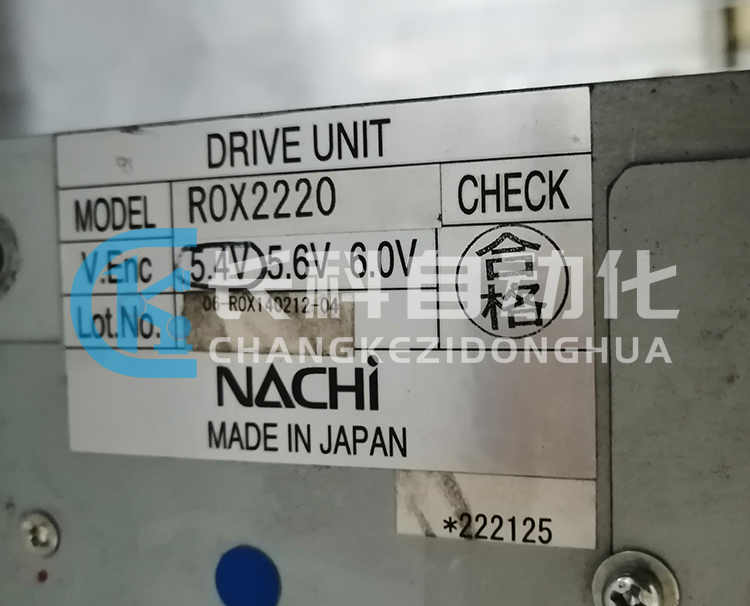 DRIVE UNIT
MODEL ROX2220 CHECK
V.Enc 5.4V 5.6V 6.0V
合格
Lot.No. 06-ROX140212-04
长科自动化
CHANGKEZIDONGHUA
NACHi
MADE IN JAPAN
*222125